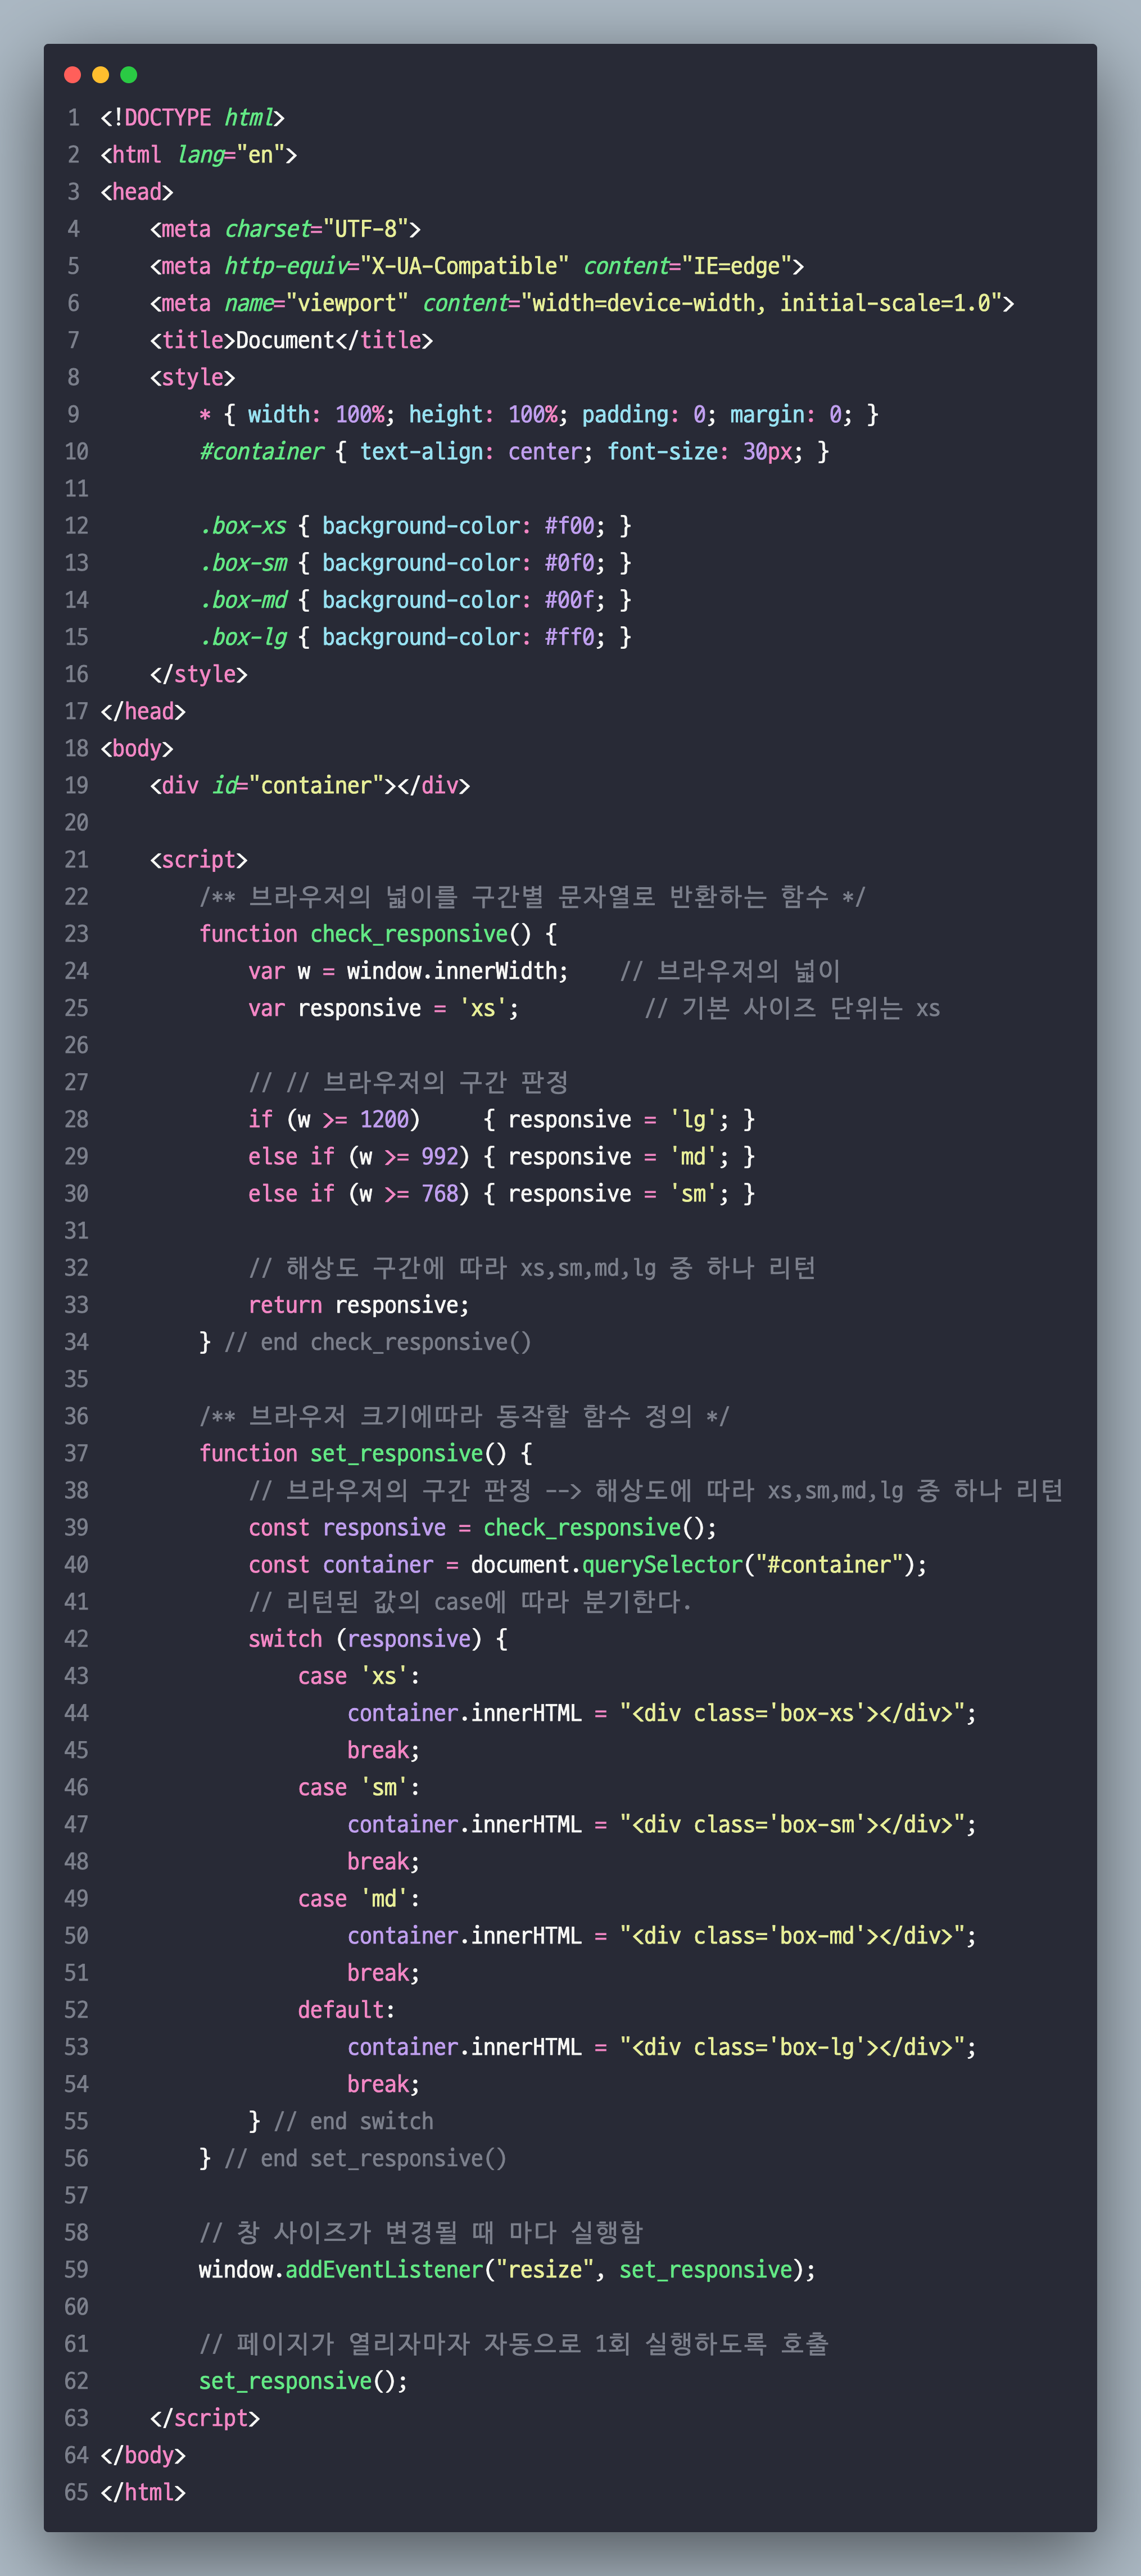 1 <!DOCTYPE html>
2 <html lang="en">
3 <head>
4     <meta charset="UTF-8">
5     <meta http-equiv="X-UA-Compatible" content="IE=edge">
6     <meta name="viewport" content="width=device-width, initial-scale=1.0">
7     <title>Document</title>
8     <style>
9         * { width: 100%; height: 100%; padding: 0; margin: 0; }
10         #container { text-align: center; font-size: 30px; }
11
12         .box-xs { background-color: #f00; }
13         .box-sm { background-color: #0f0; }
14         .box-md { background-color: #00f; }
15         .box-lg { background-color: #ff0; }
16     </style>
17 </head>
18 <body>
19     <div id="container"></div>
20
21     <script>
22         /** 브라우저의 넓이를 구간별 문자열로 반환하는 함수 */
23         function check_responsive() {
24             var w = window.innerWidth;    // 브라우저의 넓이
25             var responsive = 'xs';          // 기본 사이즈 단위는 xs
26
27             // // 브라우저의 구간 판정
28             if (w >= 1200)     { responsive = 'lg'; }
29             else if (w >= 992) { responsive = 'md'; }
30             else if (w >= 768) { responsive = 'sm'; }
31
32             // 해상도 구간에 따라 xs,sm,md,lg 중 하나 리턴
33             return responsive;
34         } // end check_responsive()
35
36         /** 브라우저 크기에따라 동작할 함수 정의 */
37         function set_responsive() {
38             // 브라우저의 구간 판정 --> 해상도에 따라 xs,sm,md,lg 중 하나 리턴
39             const responsive = check_responsive();
40             const container = document.querySelector("#container");
41             // 리턴된 값의 case에 따라 분기한다.
42             switch (responsive) {
43                 case 'xs':
44                     container.innerHTML = "<div class='box-xs'></div>";
45                     break;
46                 case 'sm':
47                     container.innerHTML = "<div class='box-sm'></div>";
48                     break;
49                 case 'md':
50                     container.innerHTML = "<div class='box-md'></div>";
51                     break;
52                 default:
53                     container.innerHTML = "<div class='box-lg'></div>";
54                     break;
55             } // end switch
56         } // end set_responsive()
57
58         // 창 사이즈가 변경될 때 마다 실행함
59         window.addEventListener("resize", set_responsive);
60
61         // 페이지가 열리자마자 자동으로 1회 실행하도록 호출
62         set_responsive();
63     </script>
64 </body>
65 </html>